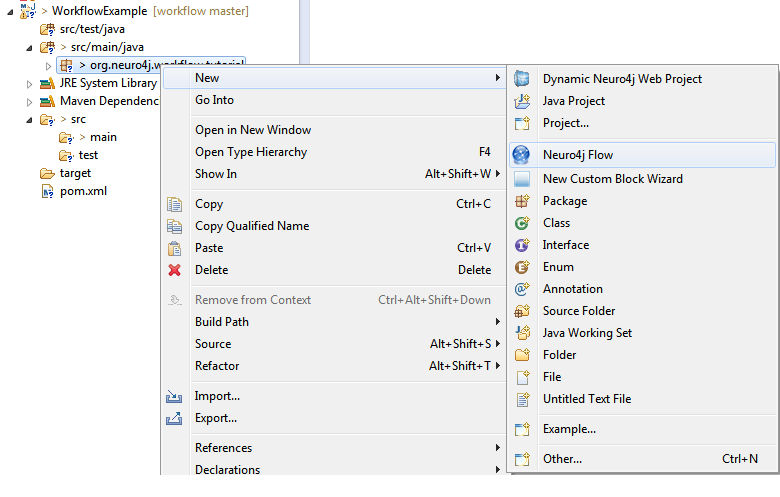 > WorkflowExample [workflow master]
src/test/java
> src/main/java
> org.neuro4j.workflow.tutorial
JRE System Library
Maven Dependenc
> src
> main
test
target
pom.xml
New
Go Into
Open in New Window
Open Type Hierarchy F4
Show In Alt+Shift+W
Copy Ctrl+C
Copy Qualified Name
Paste Ctrl+V
Delete Delete
Remove from Context Ctrl+Alt+Shift+Down
Build Path
Source Alt+Shift+S
Refactor Alt+Shift+T
Import...
Export...
References
Declarations
Dynamic Neuro4j Web Project
Java Project
Project...
Neuro4j Flow
New Custom Block Wizard
Package
Class
Interface
Enum
Annotation
Source Folder
Java Working Set
Folder
File
Untitled Text File
Example...
Other... Ctrl+N